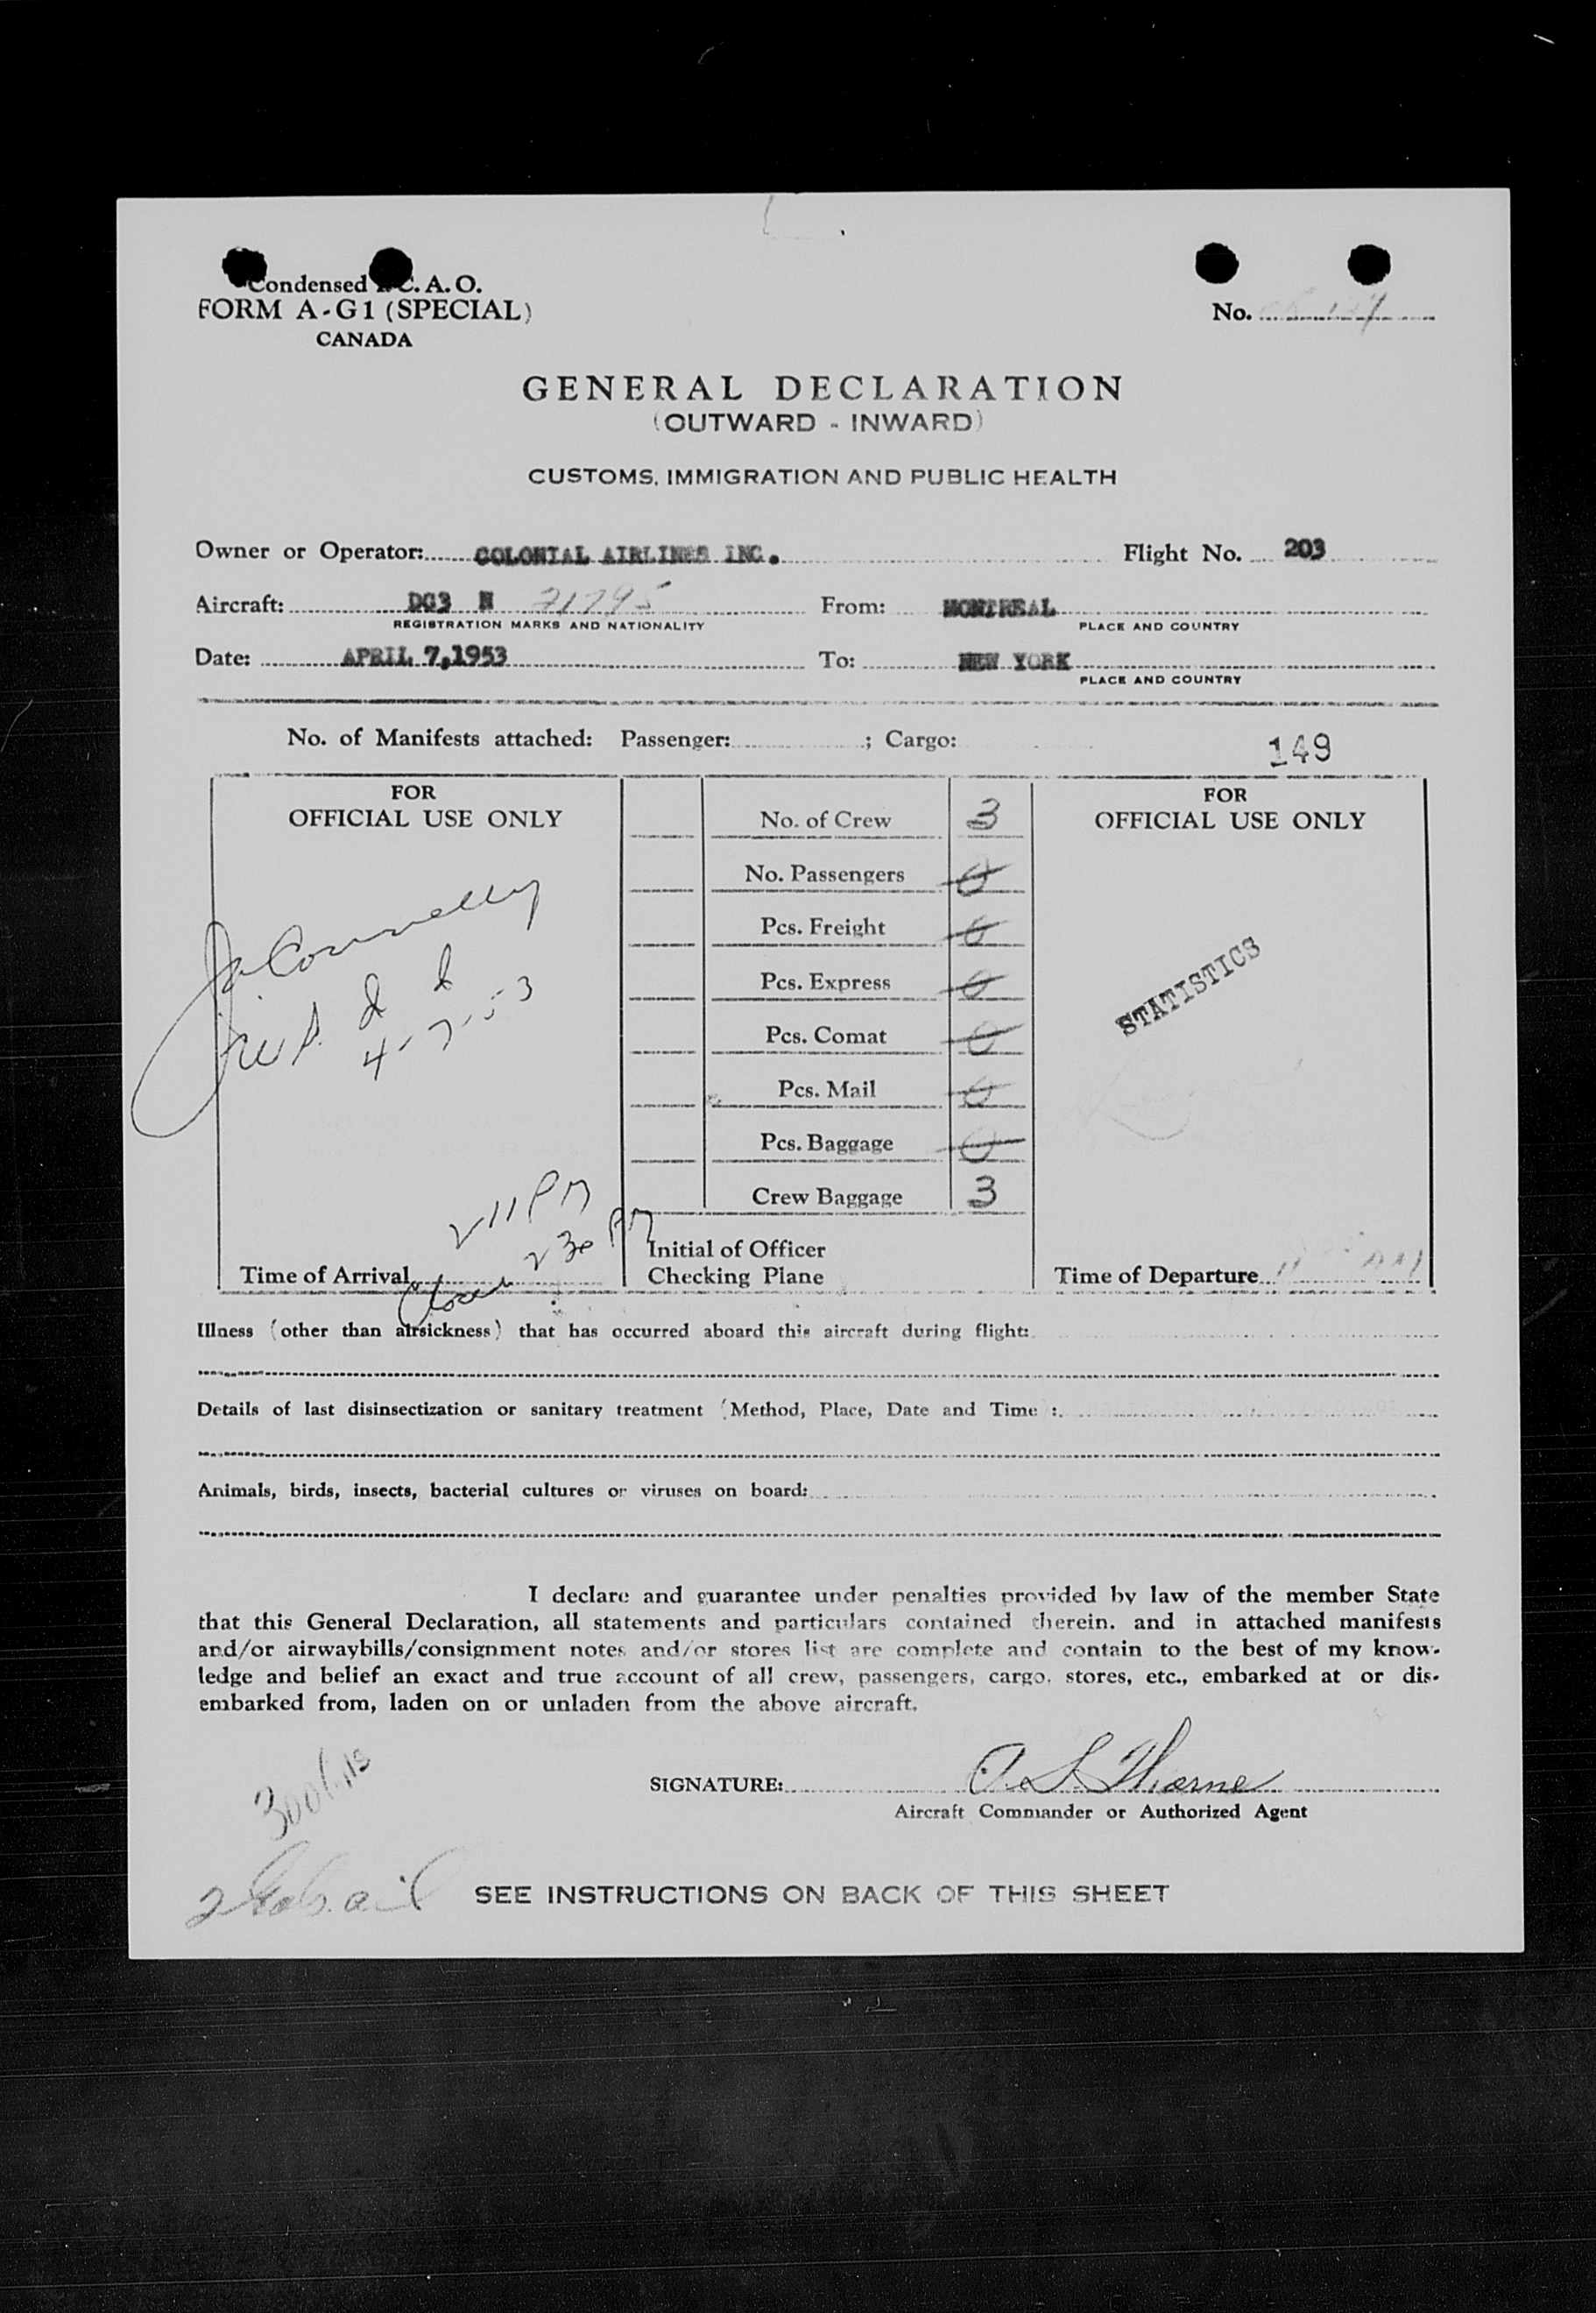 Condensed I. C. A. O.
FORM A-G1 (SPECIAL)
CANADA
No.
GENERAL DECLARATION
(OUTWARD - INWARD)
CUSTOMS, IMMIGRATION AND PUBLIC HEALTH
Owner or Operator: COLONIAL AIRLINES INC. Flight No. 203
Aircraft: DC3 N 21795 From: MONTREAL
REGISTRATION MARKS AND NATIONALITY PLACE AND COUNTRY
Date: APRIL 7,1953 To: NEW YORK
PLACE AND COUNTRY
No. of Manifests attached: Passenger: ; Cargo: 149
FOR
OFFICIAL USE ONLY
Connelly
4-7-53
211 PM
230 PM
Time of Arrival
No. of Crew 3
No. Passengers 0
Pcs. Freight 0
Pcs. Express 0
Pcs. Comat 0
Pcs. Mail 0
Pcs. Baggage 0
Crew Baggage 3
Initial of Officer
Checking Plane
FOR
OFFICIAL USE ONLY
STATISTICS
Time of Departure
Illness (other than airsickness) that has occurred aboard this aircraft during flight:
Details of last disinsectization or sanitary treatment (Method, Place, Date and Time :
Animals, birds, insects, bacterial cultures or viruses on board:
I declare and guarantee under penalties provided by law of the member State
that this General Declaration, all statements and particulars contained therein. and in attached manifests
and/or airwaybills/consignment notes and/or stores list are complete and contain to the best of my know-
ledge and belief an exact and true account of all crew, passengers, cargo, stores, etc., embarked at or dis-
embarked from, laden on or unladen from the above aircraft.
SIGNATURE: Thorne
Aircraft Commander or Authorized Agent
SEE INSTRUCTIONS ON BACK OF THIS SHEET